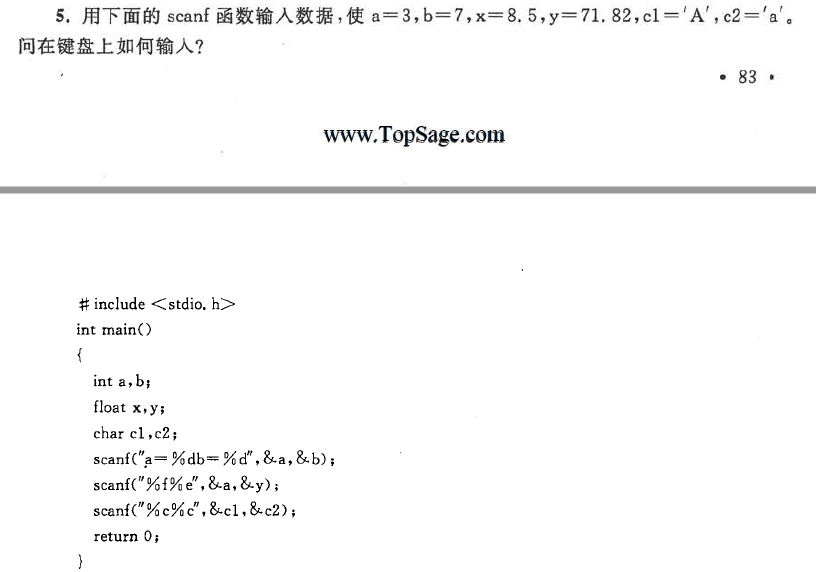 5. 用下面的 scanf 函数输入数据,使 a=3,b=7,x=8.5,y=71.82,c1='A',c2='a'。
问在键盘上如何输入?
• 83 •
www.TopSage.com
# include <stdio.h>
int main()
{
int a,b;
float x,y;
char c1,c2;
scanf("a=%db=%d",&a,&b);
scanf("%f%e",&a,&y);
scanf("%c%c",&c1,&c2);
return 0;
}